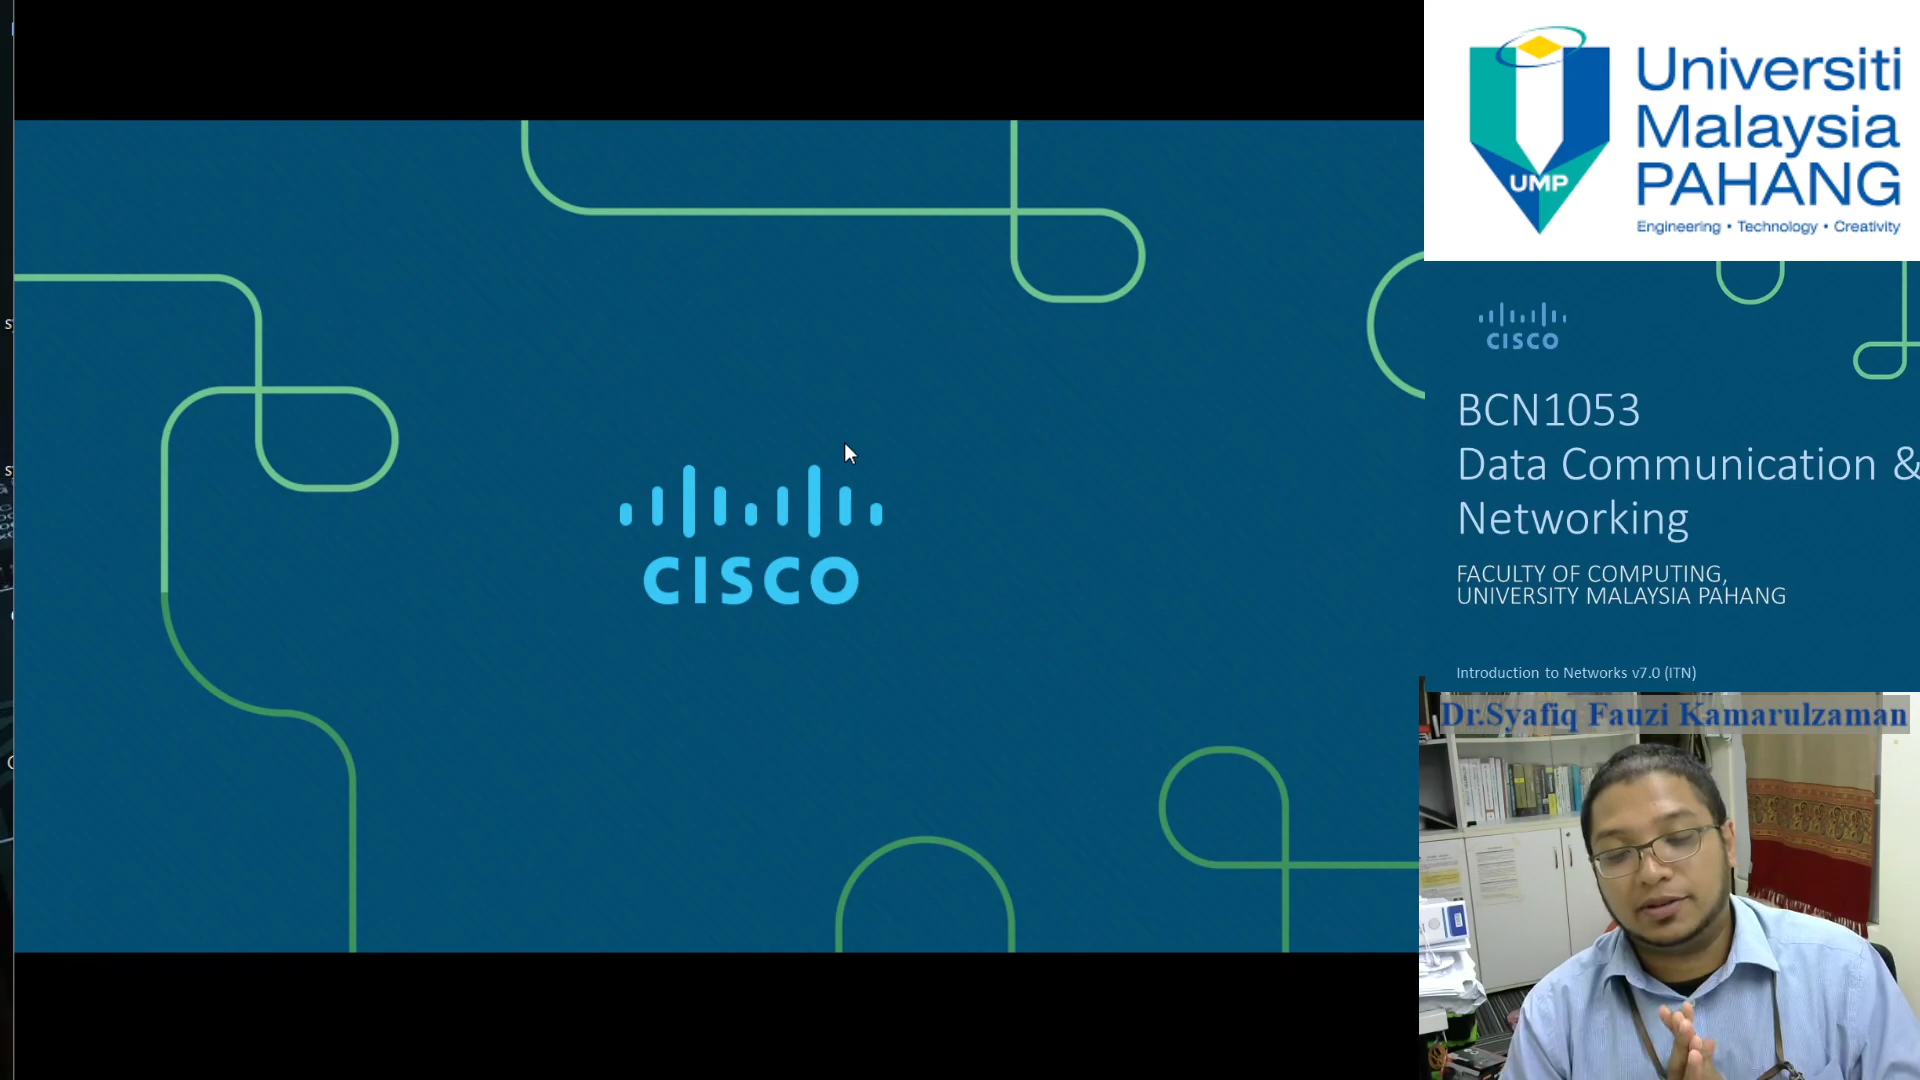 CISCO
Universiti
Malaysia
PAHANG
Engineering • Technology • Creativity
UMP
CISCO
BCN1053
Data Communication &
Networking
FACULTY OF COMPUTING,
UNIVERSITY MALAYSIA PAHANG
Introduction to Networks v7.0 (ITN)
Dr.Syafiq Fauzi Kamarulzaman